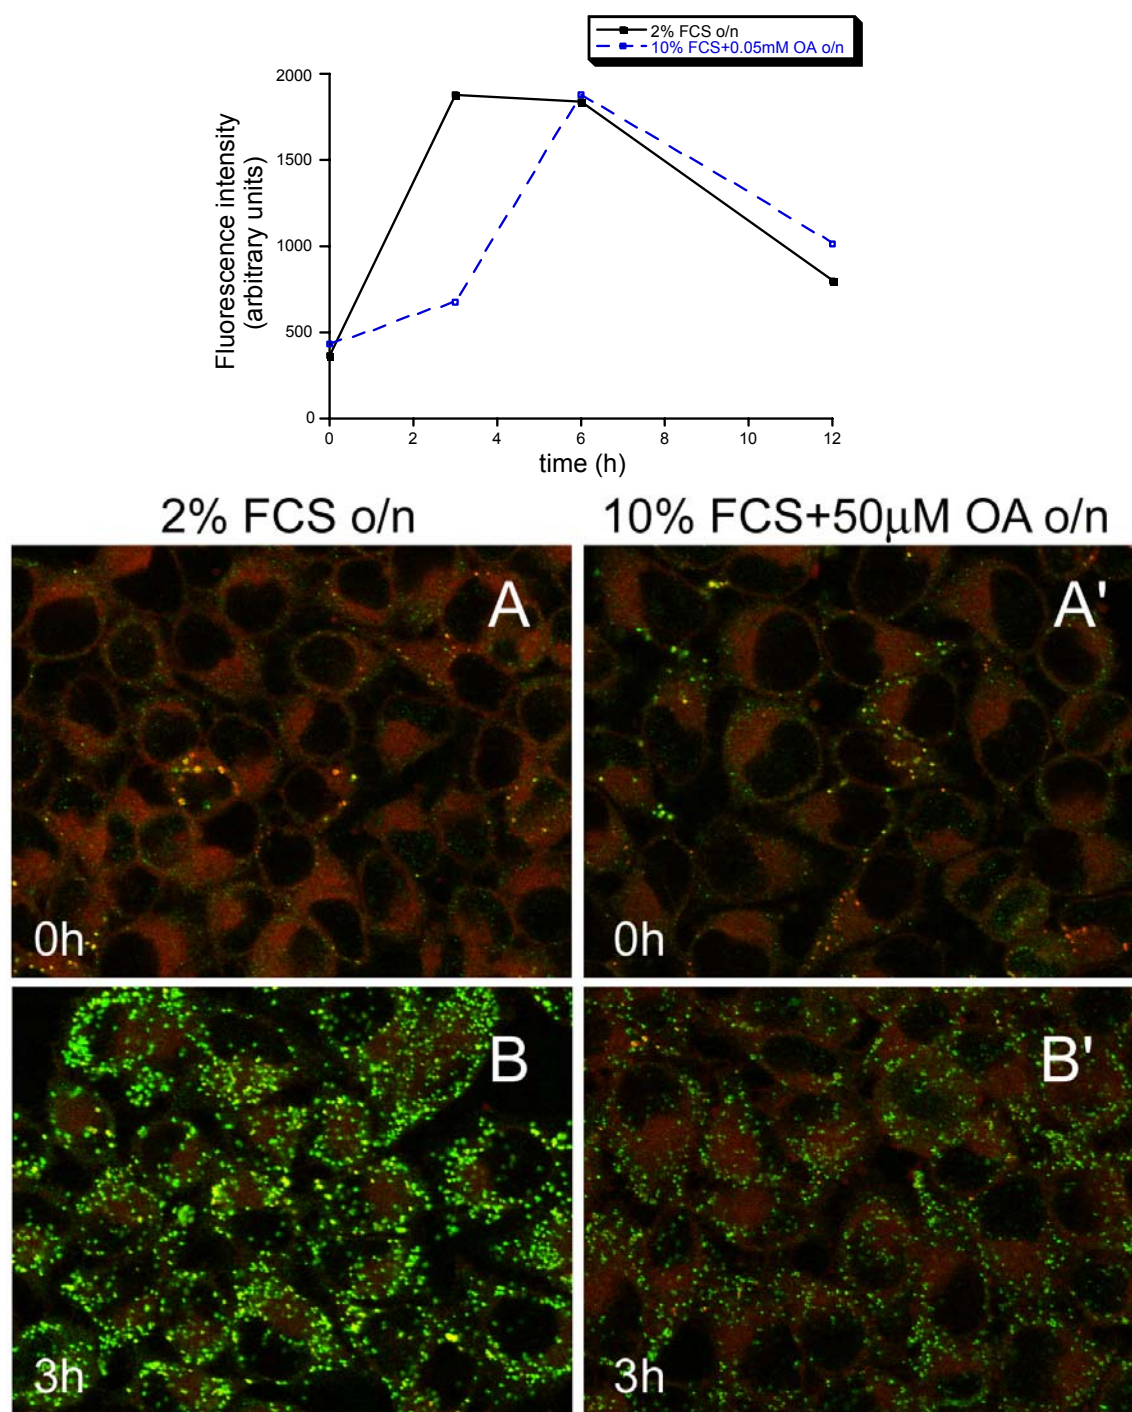 2% FCS o/n
10% FCS+0.05mM OA o/n
Fluorescence intensity
(arbitrary units)
2000
1500
1000
500
0
0 2 4 6 8 10 12
time (h)
2% FCS o/n
10% FCS+50μM OA o/n
A
A'
0h
0h
B
B'
3h
3h